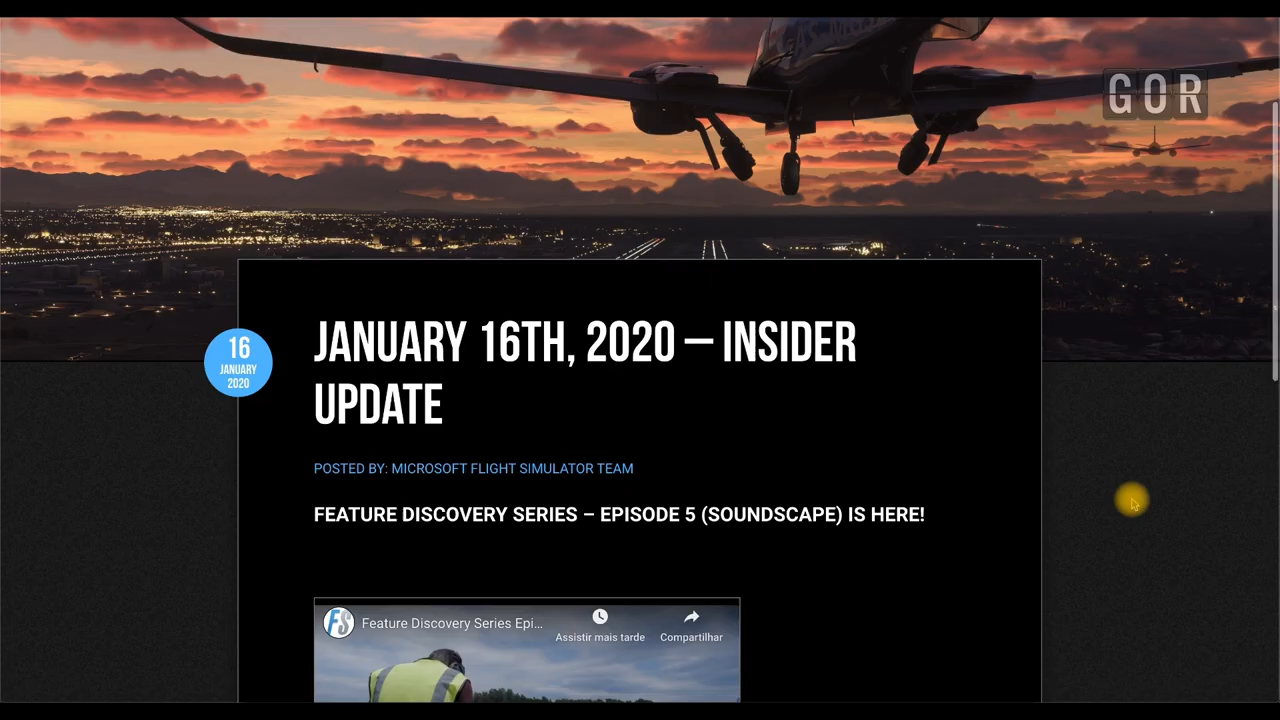 GOR
16
JANUARY
2020
JANUARY 16TH, 2020 – INSIDER
UPDATE
POSTED BY: MICROSOFT FLIGHT SIMULATOR TEAM
FEATURE DISCOVERY SERIES – EPISODE 5 (SOUNDSCAPE) IS HERE!
FS
Feature Discovery Series Epi...
Assistir mais tarde
Compartilhar